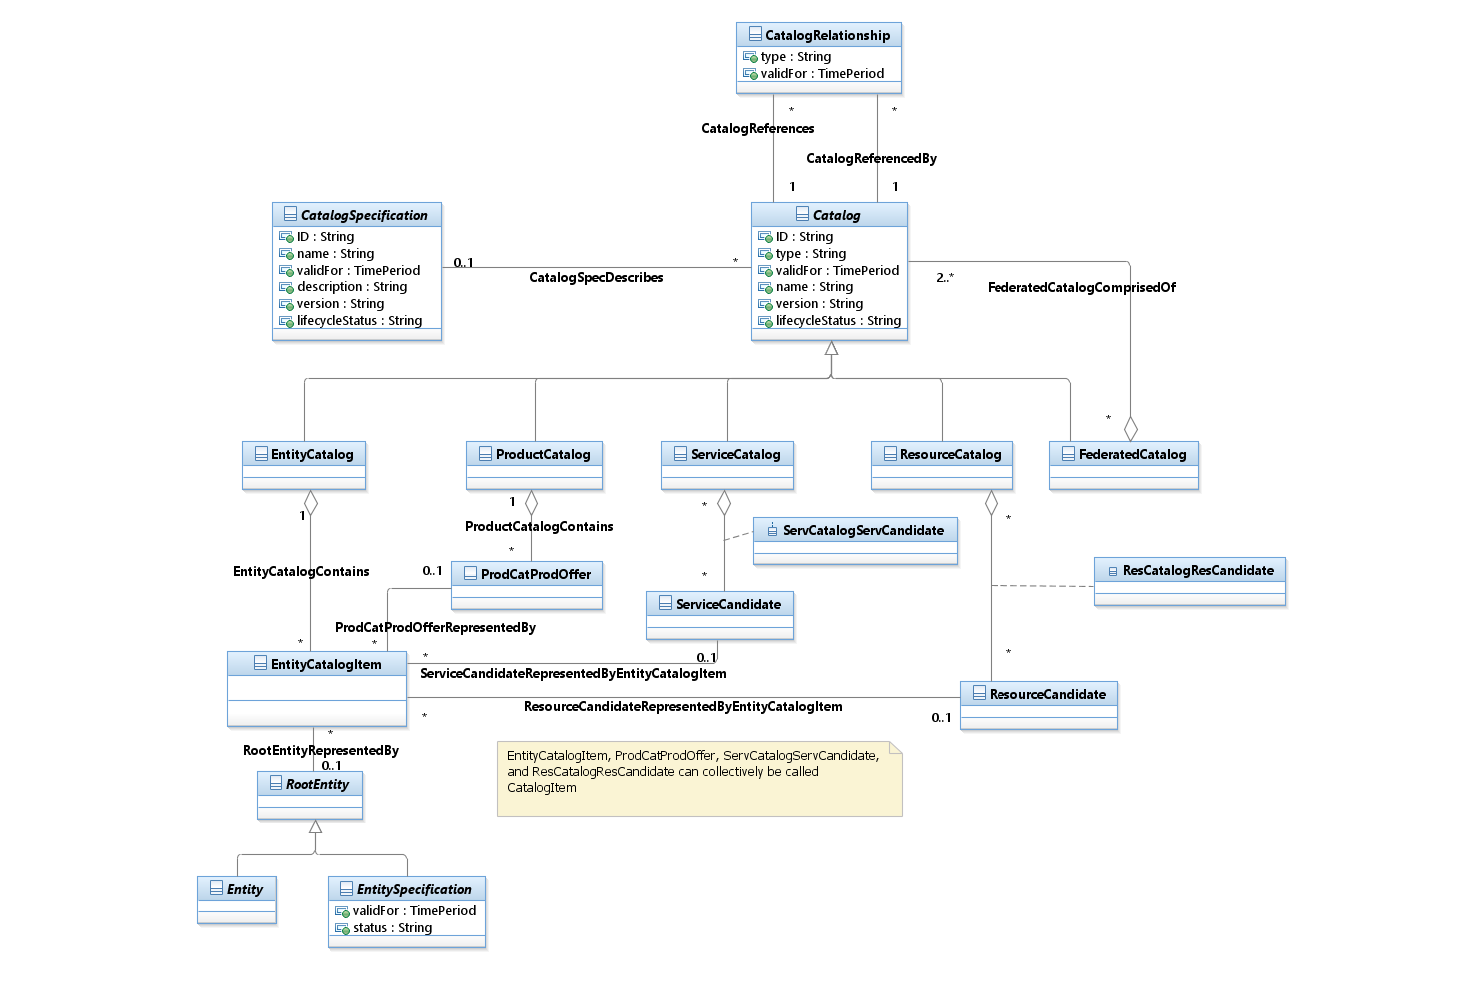 CatalogRelationship
type : String
validFor : TimePeriod
*
*
CatalogReferences
CatalogReferencedBy
1
1
CatalogSpecification
ID : String
name : String
validFor : TimePeriod
description : String
version : String
lifecycleStatus : String
0..1
*
CatalogSpecDescribes
Catalog
ID : String
type : String
validFor : TimePeriod
name : String
version : String
lifecycleStatus : String
2..*
FederatedCatalogComprisedOf
*
EntityCatalog
ProductCatalog
ServiceCatalog
ResourceCatalog
FederatedCatalog
1
1
*
*
ProductCatalogContains
ServCatalogServCandidate
*
EntityCatalogContains
0..1
ProdCatProdOffer
*
ResCatalogResCandidate
ServiceCandidate
ProdCatProdOfferRepresentedBy
*
*
*
0..1
*
EntityCatalogItem
ServiceCandidateRepresentedByEntityCatalogItem
ResourceCandidate
ResourceCandidateRepresentedByEntityCatalogItem
*
0..1
*
RootEntityRepresentedBy
0..1
EntityCatalogItem, ProdCatProdOffer, ServCatalogServCandidate,
and ResCatalogResCandidate can collectively be called
CatalogItem
RootEntity
Entity
EntitySpecification
validFor : TimePeriod
status : String